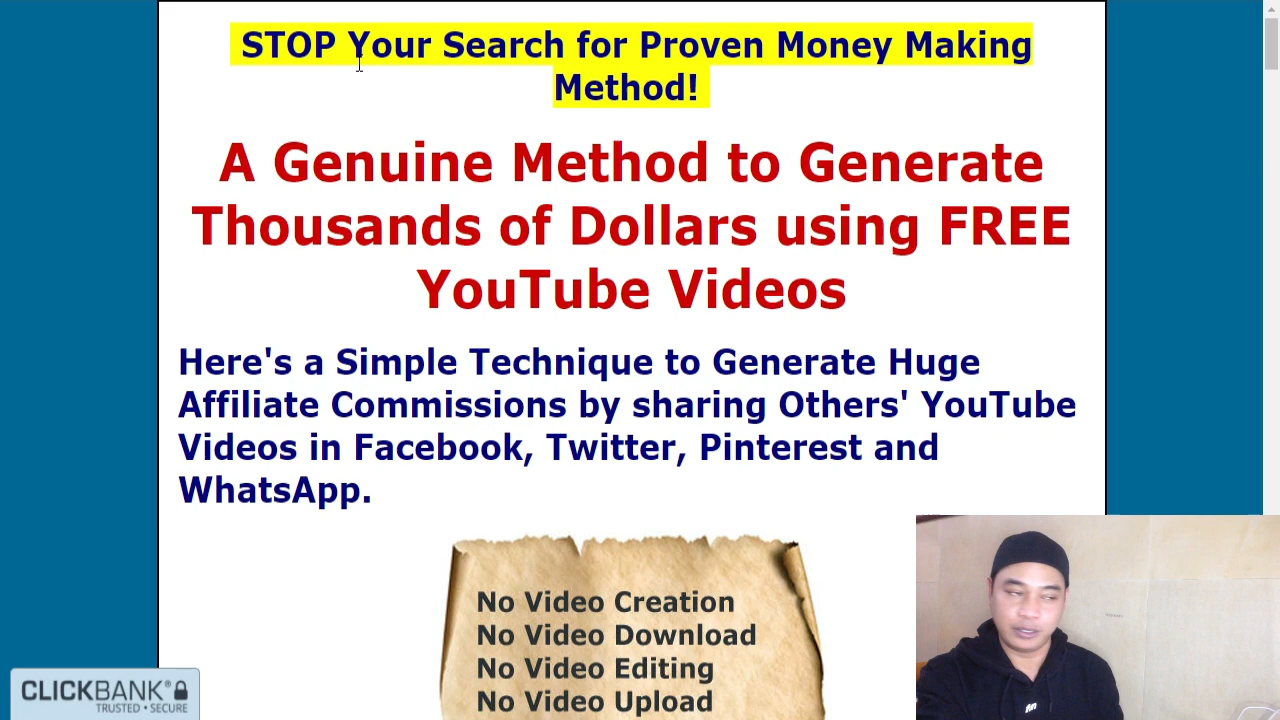 STOP Your Search for Proven Money Making
Method!
A Genuine Method to Generate
Thousands of Dollars using FREE
YouTube Videos
Here's a Simple Technique to Generate Huge
Affiliate Commissions by sharing Others' YouTube
Videos in Facebook, Twitter, Pinterest and
WhatsApp.
No Video Creation
No Video Download
No Video Editing
No Video Upload
CLICKBANK®
TRUSTED • SECURE